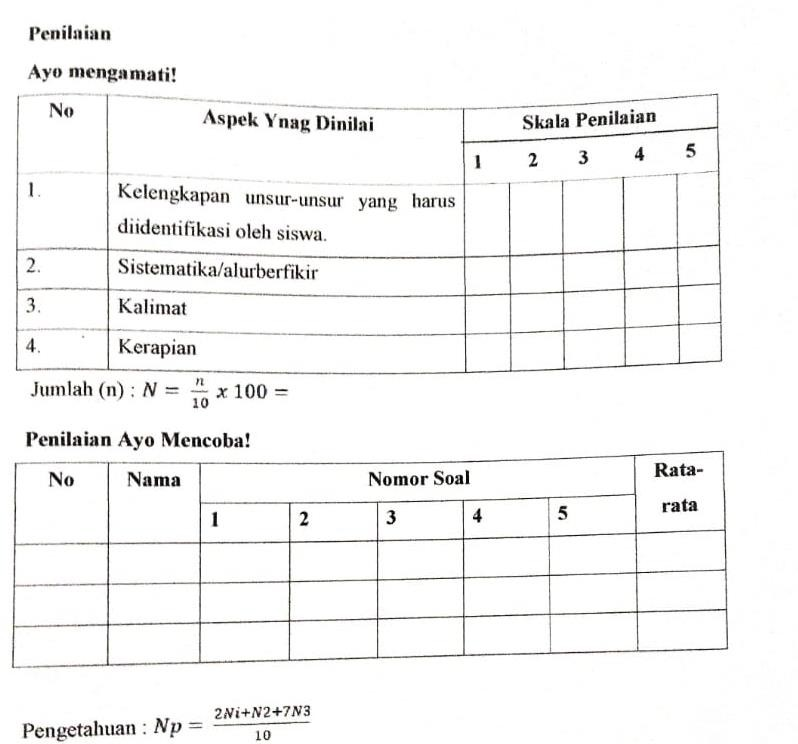 Penilaian
Ayo mengamati!
No Aspek Ynag Dinilai Skala Penilaian
1 2 3 4 5
1. Kelengkapan unsur-unsur yang harus
diidentifikasi oleh siswa.
2. Sistematika/alurberfikir
3. Kalimat
4. Kerapian
Jumlah (n) : N = n/10 x 100 =
Penilaian Ayo Mencoba!
No Nama Nomor Soal Rata-
rata
1 2 3 4 5
Pengetahuan : Np = 2Ni+N2+7N3/10